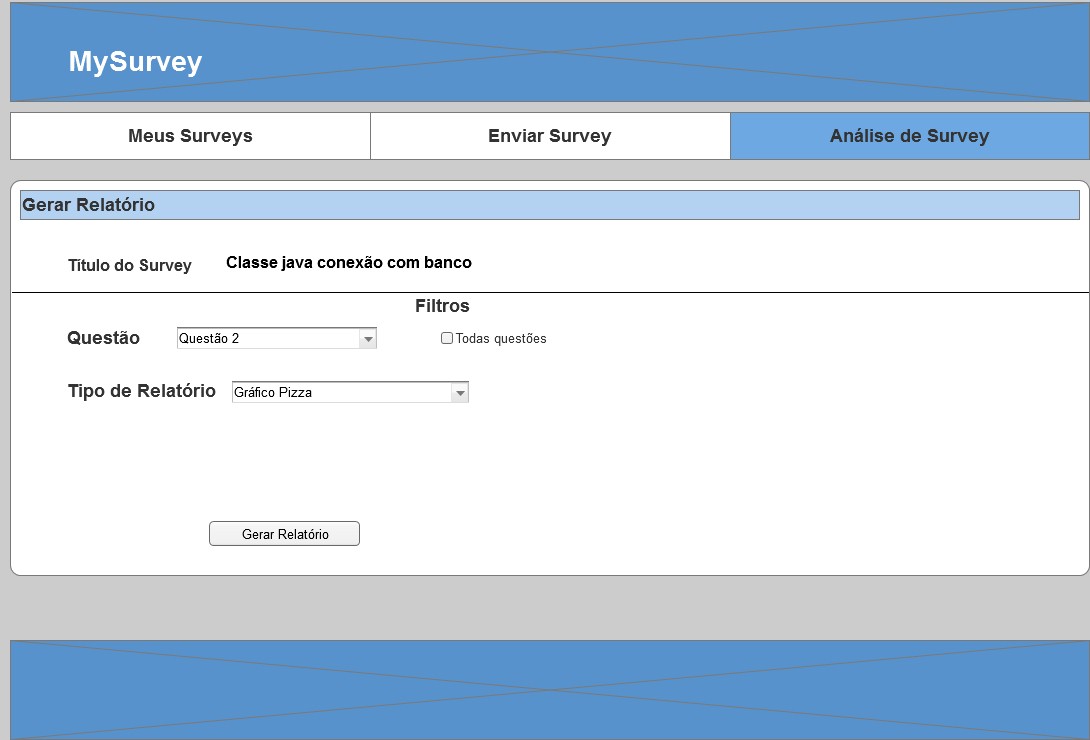 MySurvey
Meus Surveys Enviar Survey Análise de Survey
Gerar Relatório
Título do Survey Classe java conexão com banco
Filtros
Questão Questão 2 Todas questões
Tipo de Relatório Gráfico Pizza
Gerar Relatório